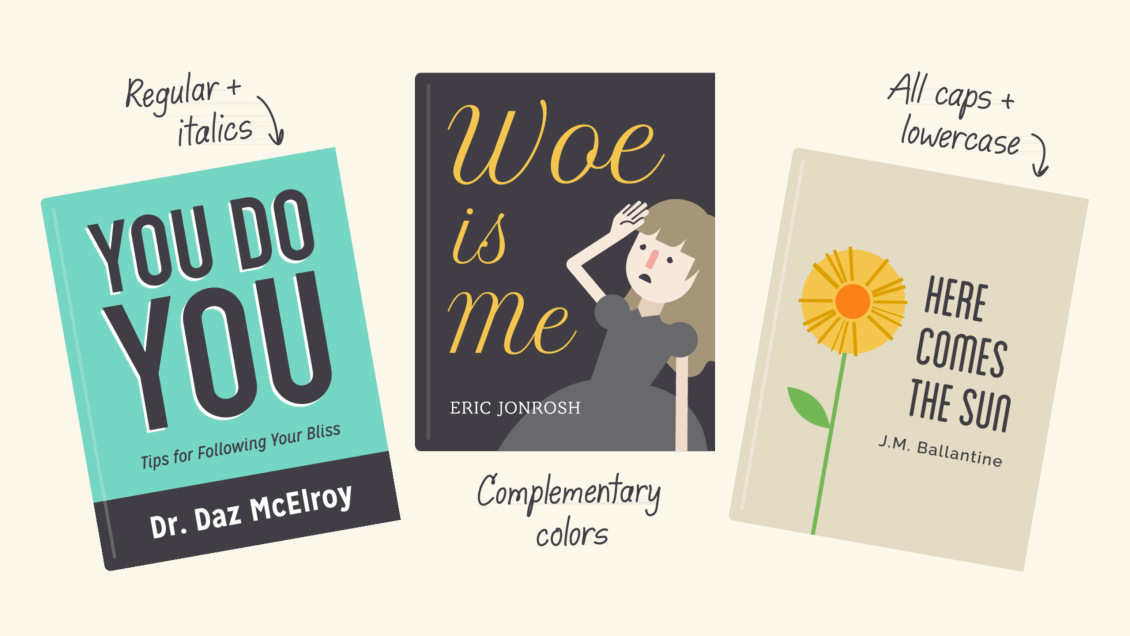 Regular +
italics
YOU DO
YOU
Tips for Following Your Bliss
Dr. Daz McElroy
Woe
is
Me
ERIC JONROSH
Complementary
colors
All caps +
lowercase
HERE
COMES
THE SUN
J.M. Ballantine